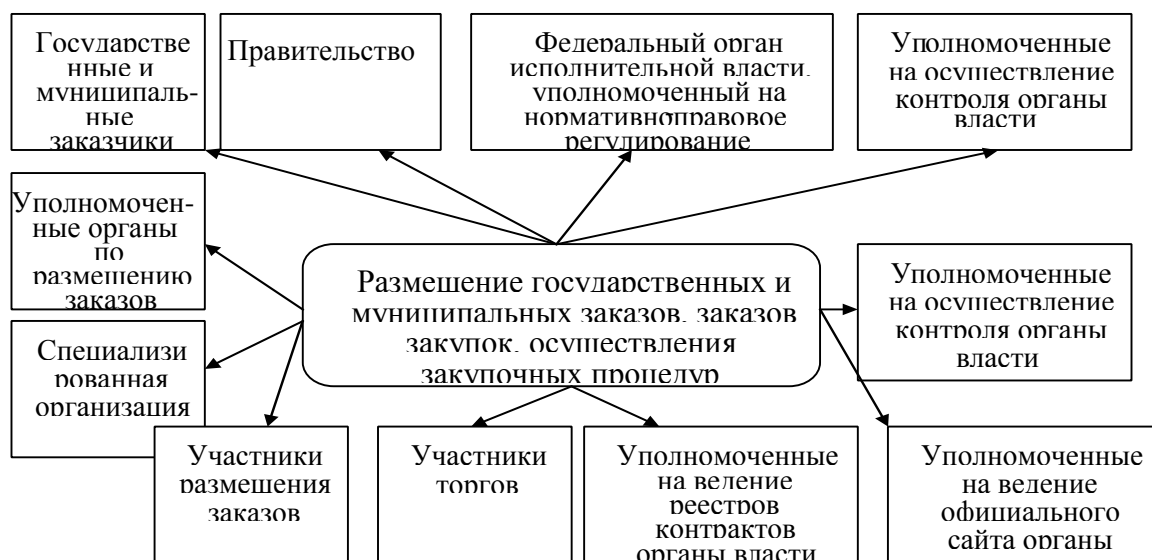 Государстве
нные и
муниципаль-
ные
заказчики
Правительство
Федеральный орган
исполнительной власти,
уполномоченный на
нормативноправовое
регулирование
Уполномоченные
на осуществление
контроля органы
власти
Уполномочен-
ные органы
по
размещению
заказов
Размещение государственных и
муниципальных заказов, заказов
закупок, осуществления
закупочных процедур
Уполномоченные
на осуществление
контроля органы
власти
Специализи
рованная
организация
Участники
размещения
заказов
Участники
торгов
Уполномоченные
на ведение
реестров
контрактов
органы власти
Уполномоченные
на ведение
официального
сайта органы